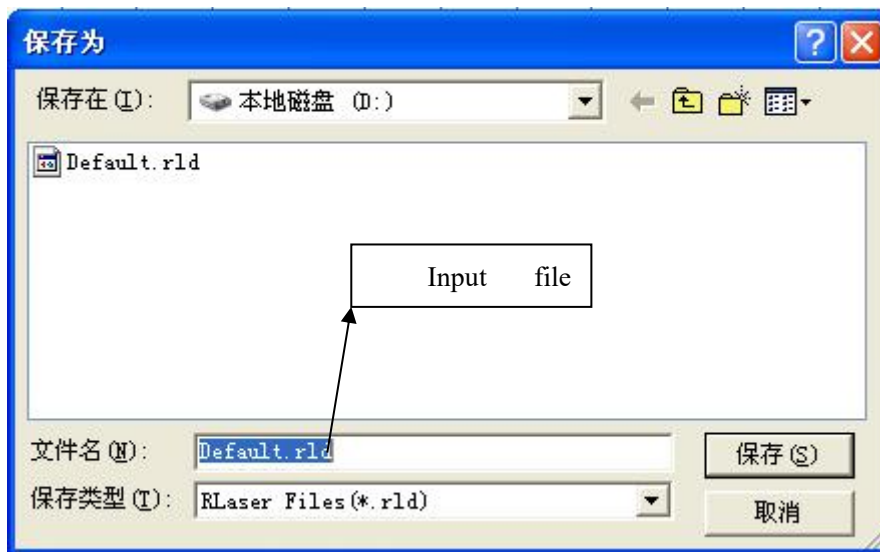 保存为
保存在(I): 本地磁盘 (D:)
Default.rld
Input file
文件名(N): Default.rld 保存(S)
保存类型(T): RLaser Files(*.rld) 取消